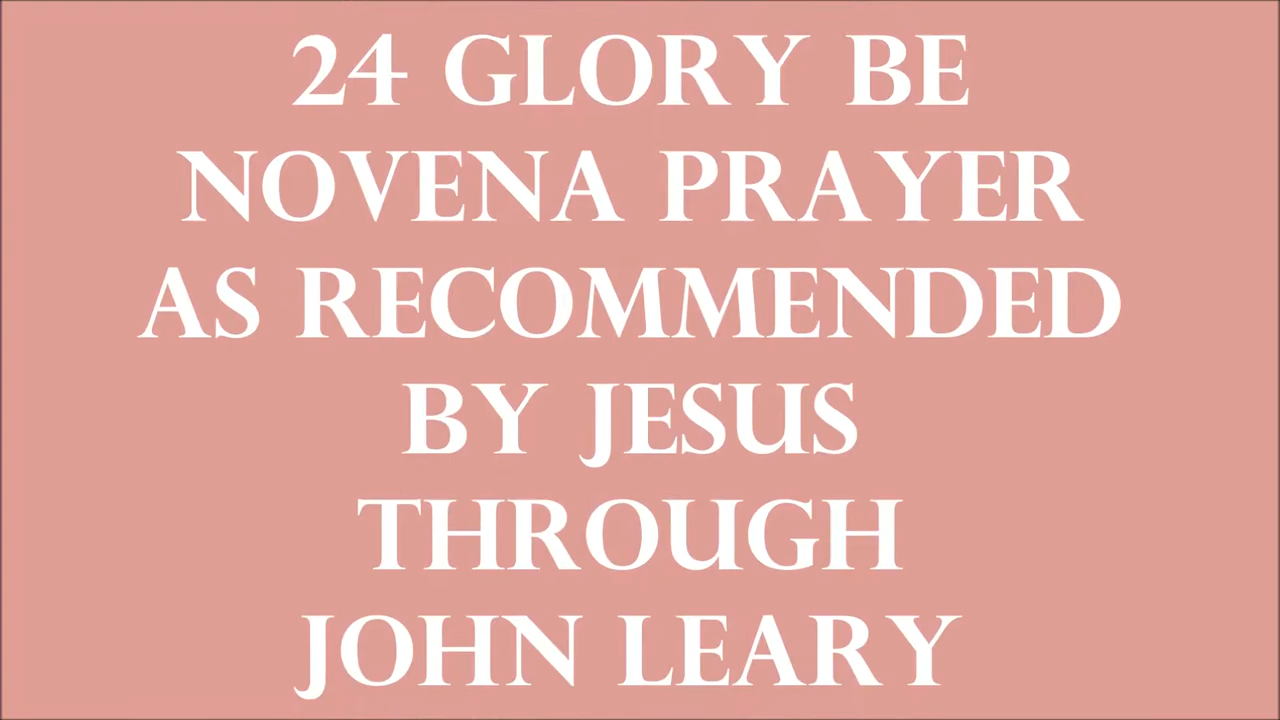 24 GLORY BE
NOVENA PRAYER
AS RECOMMENDED
BY JESUS
THROUGH
JOHN LEARY